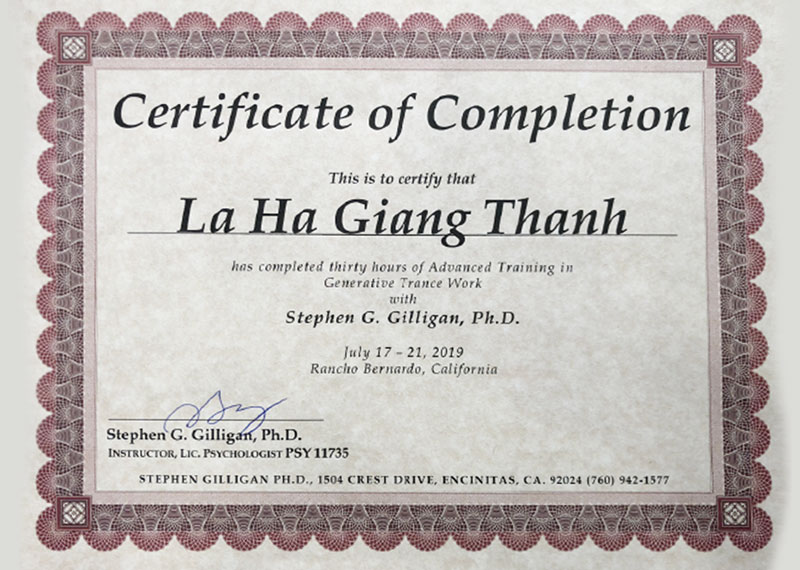 Certificate of Completion
This is to certify that
La Ha Giang Thanh
has completed thirty hours of Advanced Training in
Generative Trance Work
with
Stephen G. Gilligan, Ph.D.
July 17 – 21, 2019
Rancho Bernardo, California
Stephen G. Gilligan, Ph.D.
Instructor, Lic. Psychologist PSY 11735
STEPHEN GILLIGAN PH.D., 1504 CREST DRIVE, ENCINITAS, CA. 92024 (760) 942-1577